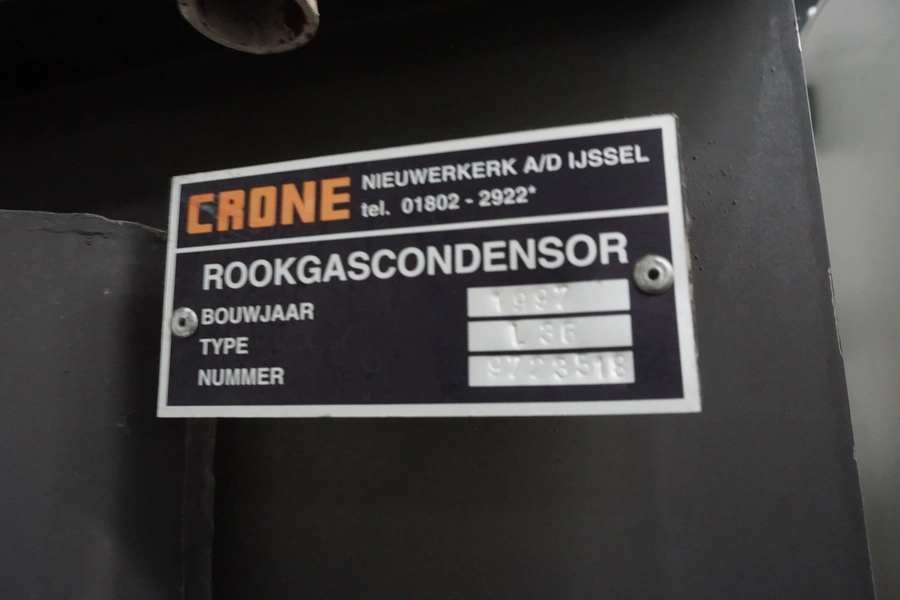 CRONE NIEUWERKERK A/D IJSSEL
tel. 01802 - 2922*
ROOKGASCONDENSOR
BOUWJAAR 1997
TYPE L 36
NUMMER 9723518